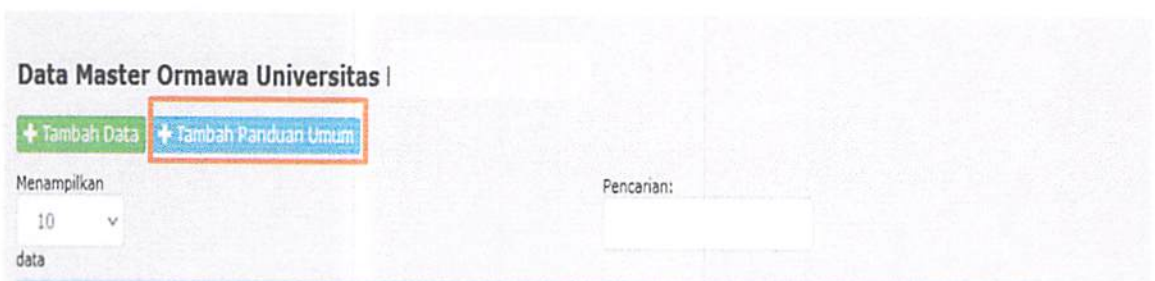 Data Master Ormawa Universitas
+ Tambah Data + Tambah Panduan Umum
Menampilkan Pencarian:
10
data